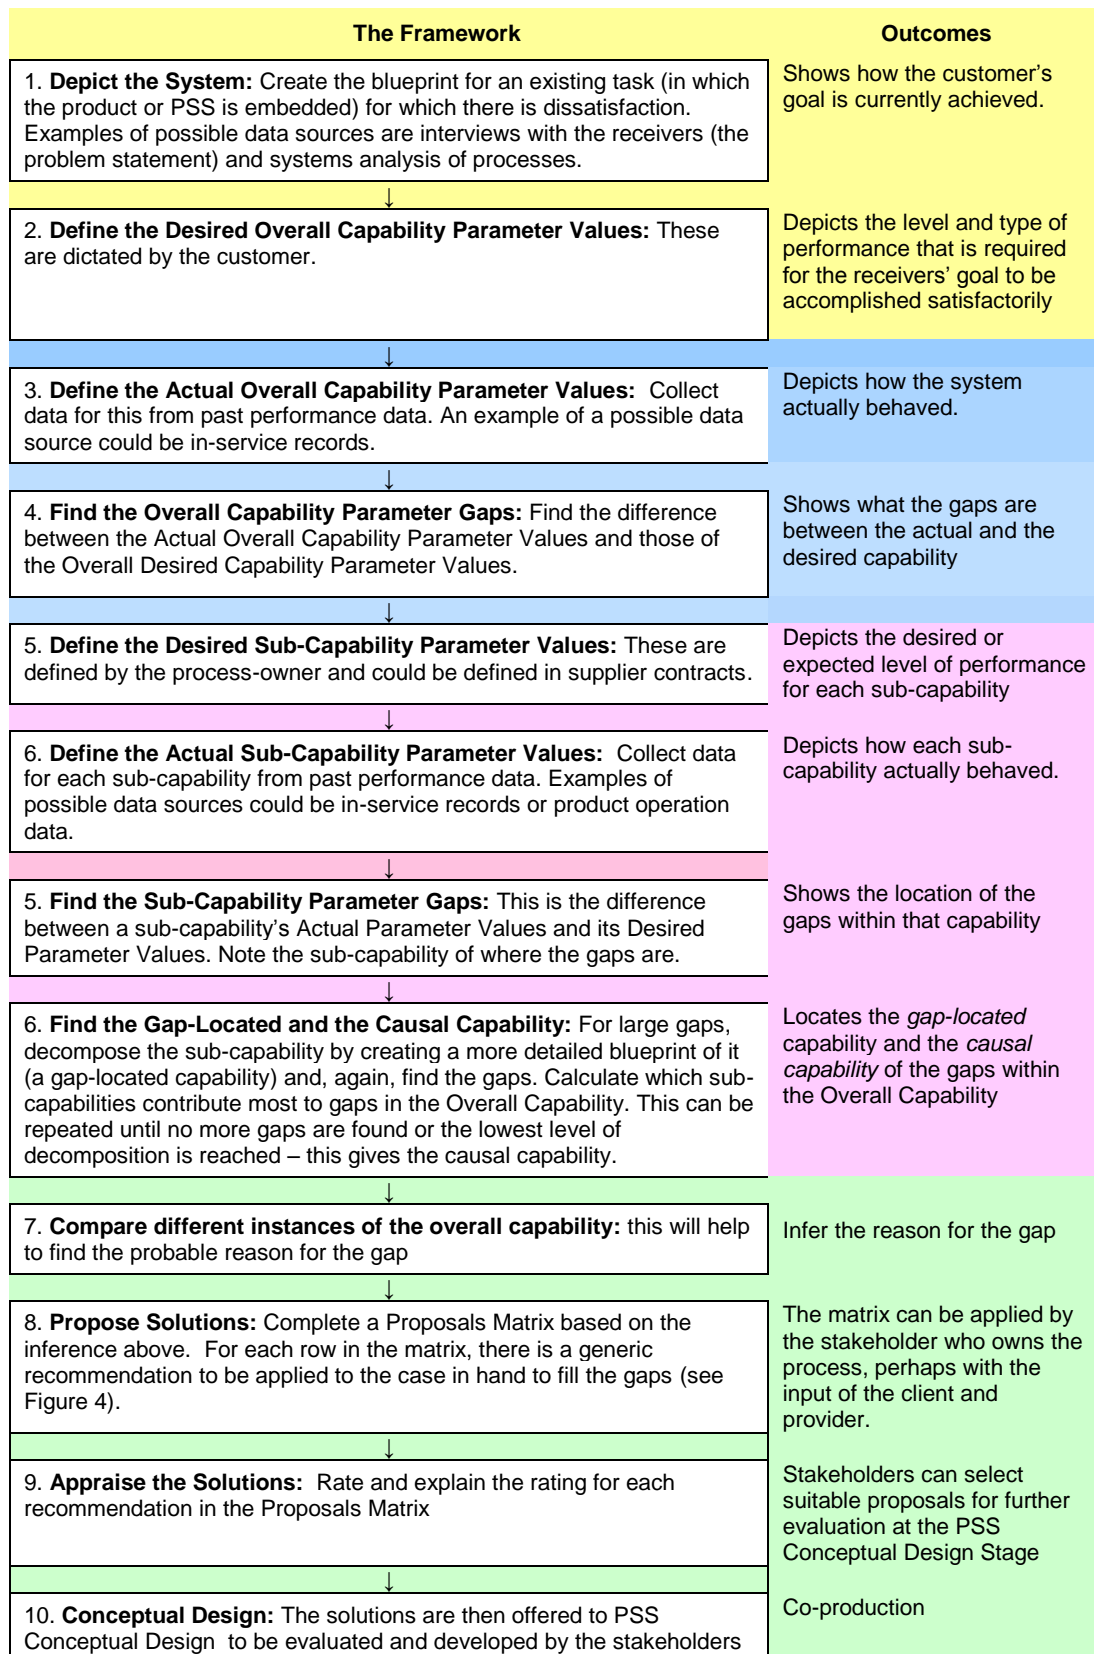 The Framework
Outcomes
1. Depict the System: Create the blueprint for an existing task (in which
the product or PSS is embedded) for which there is dissatisfaction.
Examples of possible data sources are interviews with the receivers (the
problem statement) and systems analysis of processes.
Shows how the customer's
goal is currently achieved.
↓
2. Define the Desired Overall Capability Parameter Values: These
are dictated by the customer.
Depicts the level and type of
performance that is required
for the receivers' goal to be
accomplished satisfactorily
↓
3. Define the Actual Overall Capability Parameter Values: Collect
data for this from past performance data. An example of a possible data
source could be in-service records.
Depicts how the system
actually behaved.
↓
4. Find the Overall Capability Parameter Gaps: Find the difference
between the Actual Overall Capability Parameter Values and those of
the Overall Desired Capability Parameter Values.
Shows what the gaps are
between the actual and the
desired capability
↓
5. Define the Desired Sub-Capability Parameter Values: These are
defined by the process-owner and could be defined in supplier contracts.
Depicts the desired or
expected level of performance
for each sub-capability
↓
6. Define the Actual Sub-Capability Parameter Values: Collect data
for each sub-capability from past performance data. Examples of
possible data sources could be in-service records or product operation
data.
Depicts how each sub-
capability actually behaved.
↓
5. Find the Sub-Capability Parameter Gaps: This is the difference
between a sub-capability's Actual Parameter Values and its Desired
Parameter Values. Note the sub-capability of where the gaps are.
Shows the location of the
gaps within that capability
↓
6. Find the Gap-Located and the Causal Capability: For large gaps,
decompose the sub-capability by creating a more detailed blueprint of it
(a gap-located capability) and, again, find the gaps. Calculate which sub-
capabilities contribute most to gaps in the Overall Capability. This can be
repeated until no more gaps are found or the lowest level of
decomposition is reached – this gives the causal capability.
Locates the gap-located
capability and the causal
capability of the gaps within
the Overall Capability
↓
7. Compare different instances of the overall capability: this will help
to find the probable reason for the gap
Infer the reason for the gap
↓
8. Propose Solutions: Complete a Proposals Matrix based on the
inference above. For each row in the matrix, there is a generic
recommendation to be applied to the case in hand to fill the gaps (see
Figure 4).
The matrix can be applied by
the stakeholder who owns the
process, perhaps with the
input of the client and
provider.
↓
9. Appraise the Solutions: Rate and explain the rating for each
recommendation in the Proposals Matrix
Stakeholders can select
suitable proposals for further
evaluation at the PSS
Conceptual Design Stage
↓
10. Conceptual Design: The solutions are then offered to PSS
Conceptual Design to be evaluated and developed by the stakeholders
Co-production